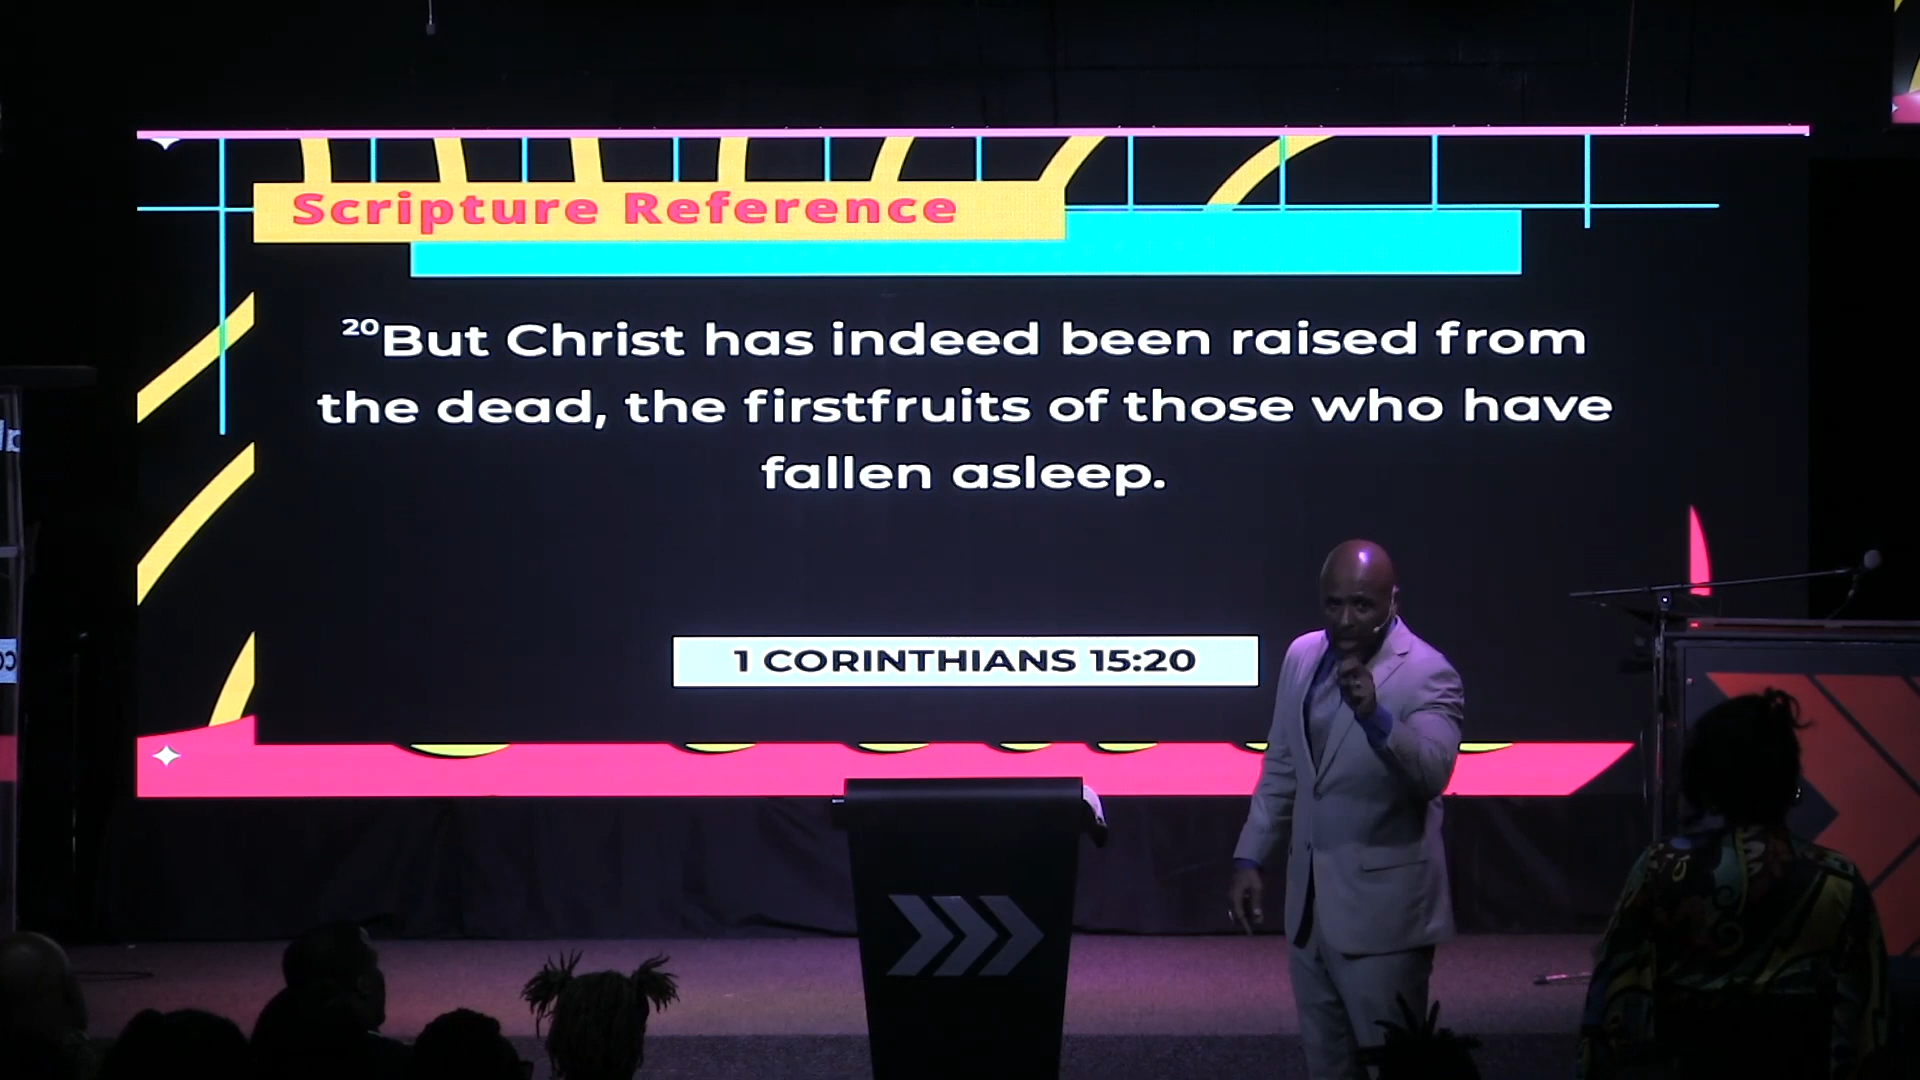 Scripture Reference
20But Christ has indeed been raised from
the dead, the firstfruits of those who have
fallen asleep.
1 CORINTHIANS 15:20